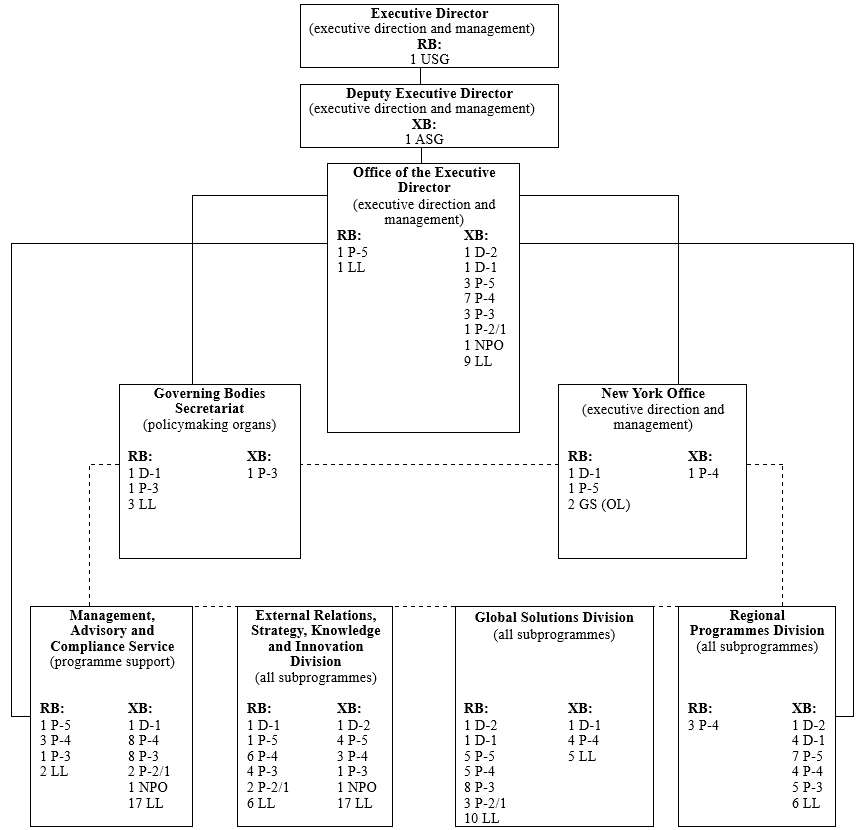 Executive Director
(executive direction and management)
RB:
1 USG
Deputy Executive Director
(executive direction and management)
XB:
1 ASG
Office of the Executive
Director
(executive direction and
management)
RB:
1 P-5
1 LL
XB:
1 D-2
1 D-1
3 P-5
7 P-4
3 P-3
1 P-2/1
1 NPO
9 LL
Governing Bodies
Secretariat
(policymaking organs)
RB:
1 D-1
1 P-3
3 LL
XB:
1 P-3
New York Office
(executive direction and
management)
RB:
1 D-1
1 P-5
2 GS (OL)
XB:
1 P-4
Management,
Advisory and
Compliance Service
(programme support)
RB:
1 P-5
3 P-4
1 P-3
2 LL
XB:
1 D-1
8 P-4
8 P-3
2 P-2/1
1 NPO
17 LL
External Relations,
Strategy, Knowledge
and Innovation
Division
(all subprogrammes)
RB:
1 D-1
1 P-5
6 P-4
4 P-3
2 P-2/1
6 LL
XB:
1 D-2
4 P-5
3 P-4
1 P-3
1 NPO
17 LL
Global Solutions Division
(all subprogrammes)
RB:
1 D-2
1 D-1
5 P-5
5 P-4
8 P-3
3 P-2/1
10 LL
XB:
1 D-1
4 P-4
5 LL
Regional
Programmes Division
(all subprogrammes)
RB:
3 P-4
XB:
1 D-2
4 D-1
7 P-5
4 P-4
5 P-3
6 LL